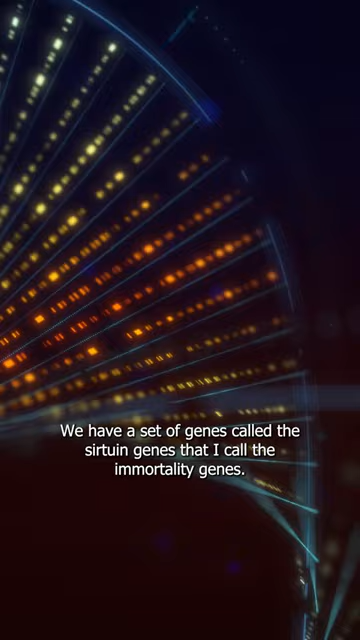 We have a set of genes called the
sirtuin genes that I call the
immortality genes.